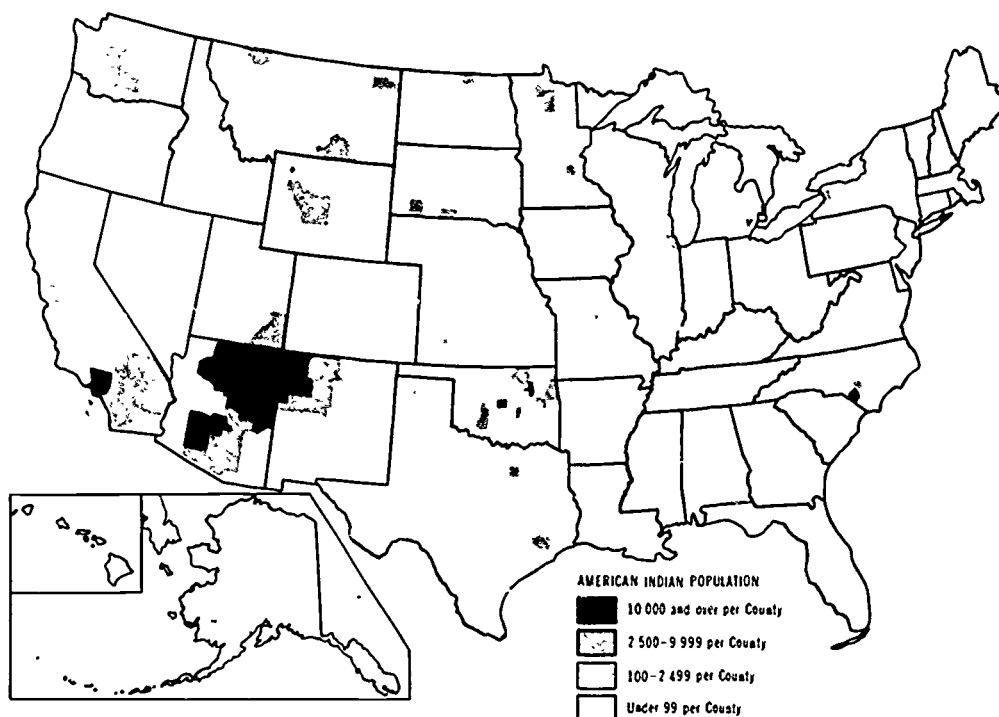 AMERICAN INDIAN POPULATION
10 000 and over per County
2 500-9 999 per County
100-2 499 per County
Under 99 per County